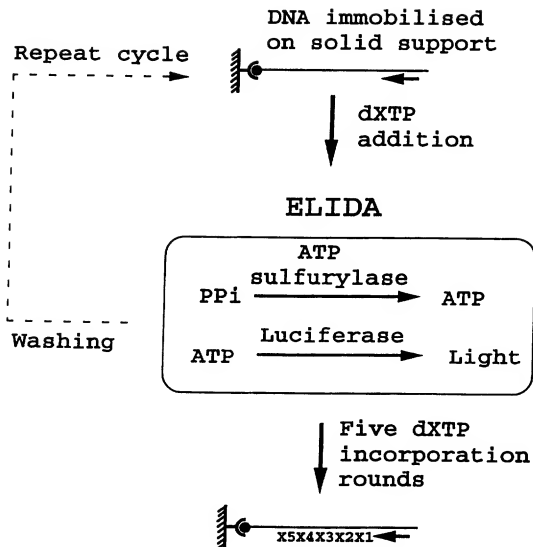 DNA immobilised
on solid support
Repeat cycle
dXTP
addition
ELIDA
ATP
sulfurylase
PPi
ATP
Luciferase
ATP
Light
Washing
Five dXTP
incorporation
rounds
X5X4X3X2X1